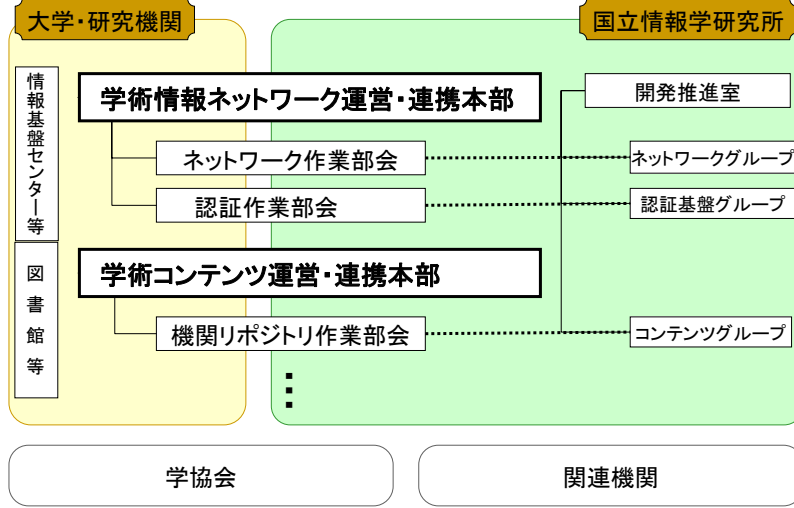 大学・研究機関
国立情報学研究所
情報基盤センター等
学術情報ネットワーク運営・連携本部
開発推進室
ネットワーク作業部会
ネットワークグループ
認証作業部会
認証基盤グループ
図書館等
学術コンテンツ運営・連携本部
機関リポジトリ作業部会
コンテンツグループ
⋮
学協会
関連機関